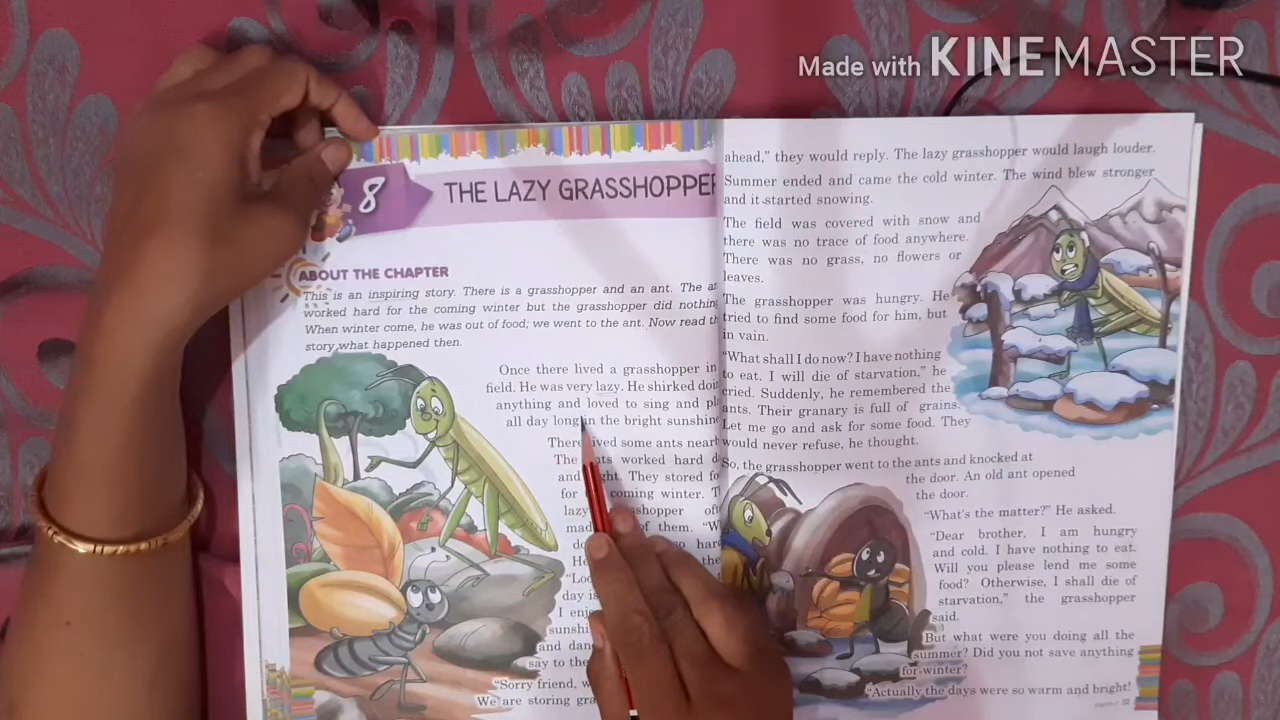 Made with KINEMASTER
8
THE LAZY GRASSHOPPER
ABOUT THE CHAPTER
This is an inspiring story. There is a grasshopper and an ant. The
worked hard for the coming winter but the grasshopper did nothing
When winter come, he was out of food; we went to the ant. Now read
story what happened then.
Once there lived a grasshopper in
field. He was very lazy. He shirked
anything and loved to sing and
all day long in the bright sunshine
There lived some ants
The ants worked hard
and They stored
for coming winter.
lazy
of them.
hard
He
day is
I
and
say to
"Sorry friend,
We are storing
ahead," they would reply. The lazy grasshopper would laugh louder.
Summer ended and came the cold winter. The wind blew stronger
and it started snowing.
The field was covered with snow and
there was no trace of food anywhere.
There was no grass, no flowers or
leaves.
The grasshopper was hungry. He
tried to find some food for him, but
in vain.
"What shall I do now? I have nothing
to eat. I will die of starvation," he
cried. Suddenly, he remembered the
ants. Their granary is full of grains.
Let me go and ask for some food. They
would never refuse, he thought.
So, the grasshopper went to the ants and knocked at
the door. An old ant opened
the door.
"What's the matter?" He asked.
"Dear brother, I am hungry
and cold. I have nothing to eat.
Will you please lend me some
food? Otherwise, I shall die of
starvation," the grasshopper
said.
But what were you doing all the
summer? Did you not save anything
for winter?
"Actually the days were so warm and bright!